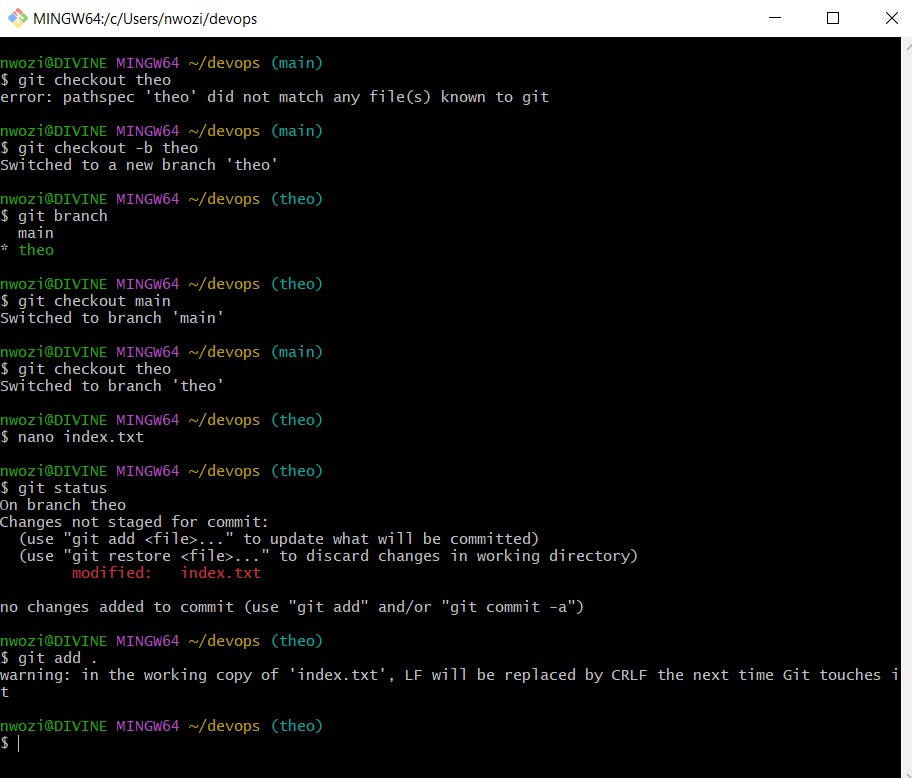 MINGW64:/c/Users/nwozi/devops
nwozi@DIVINE MINGW64 ~/devops (main)
$ git checkout theo
error: pathspec 'theo' did not match any file(s) known to git
nwozi@DIVINE MINGW64 ~/devops (main)
$ git checkout -b theo
Switched to a new branch 'theo'
nwozi@DIVINE MINGW64 ~/devops (theo)
$ git branch
  main
* theo
nwozi@DIVINE MINGW64 ~/devops (theo)
$ git checkout main
Switched to branch 'main'
nwozi@DIVINE MINGW64 ~/devops (main)
$ git checkout theo
Switched to branch 'theo'
nwozi@DIVINE MINGW64 ~/devops (theo)
$ nano index.txt
nwozi@DIVINE MINGW64 ~/devops (theo)
$ git status
On branch theo
Changes not staged for commit:
  (use "git add <file>..." to update what will be committed)
  (use "git restore <file>..." to discard changes in working directory)
        modified:   index.txt
no changes added to commit (use "git add" and/or "git commit -a")
nwozi@DIVINE MINGW64 ~/devops (theo)
$ git add .
warning: in the working copy of 'index.txt', LF will be replaced by CRLF the next time Git touches i
t
nwozi@DIVINE MINGW64 ~/devops (theo)
$